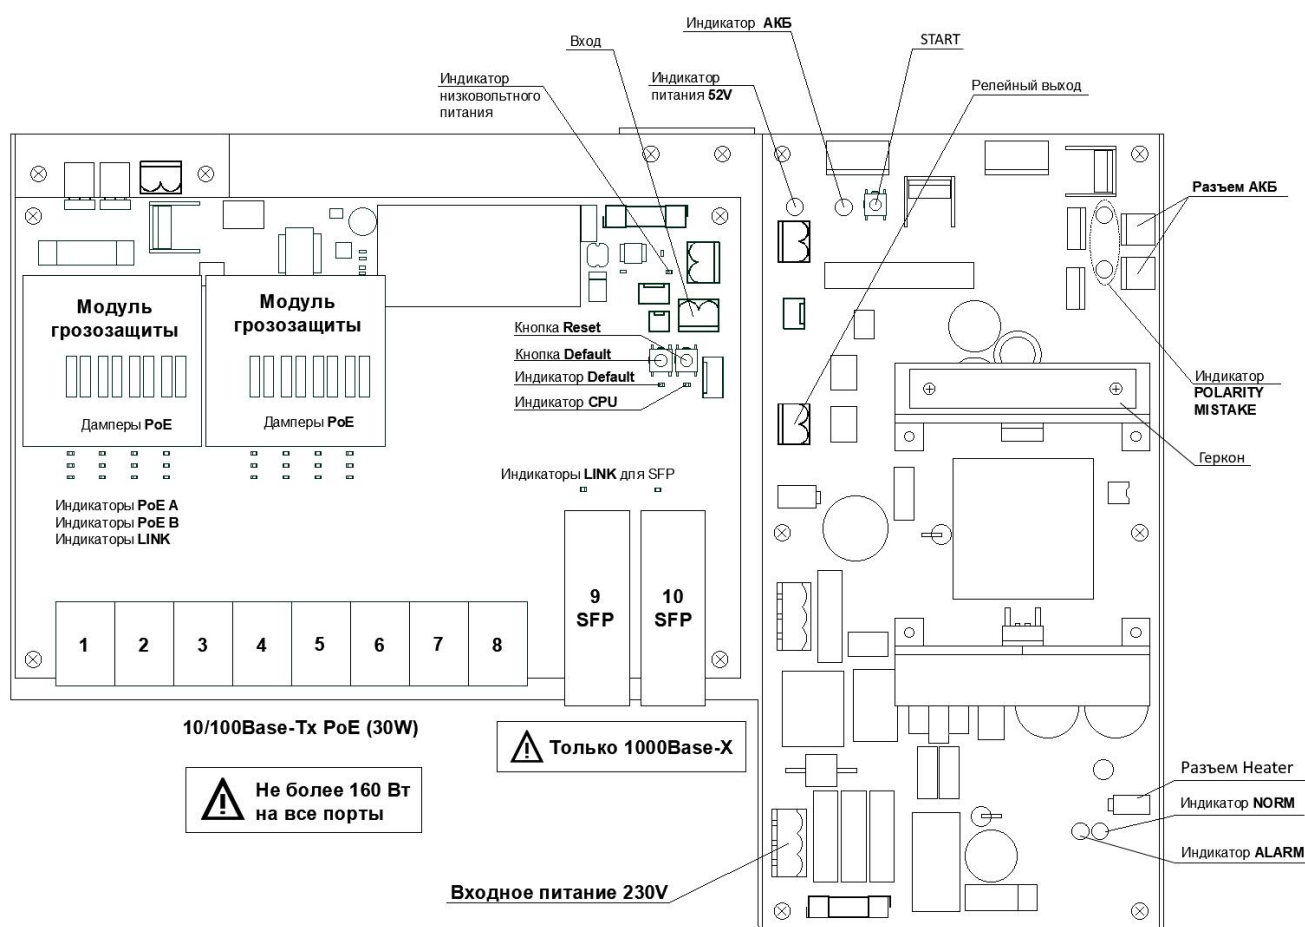 Индикатор АКБ
Вход
START
Индикатор
низковольтного
питания
Индикатор
питания 52V
Репейный выход
Разъем АКБ
Модуль
грозозащиты
Модуль
грозозащиты
Кнопка Reset
Кнопка Default
Индикатор Default
Индикатор CPU
Дамперы PoE
Дамперы PoE
Индикатор
POLARITY
MISTAKE
Геркон
Индикаторы LINK для SFP
Индикаторы PoE A
Индикаторы PoE B
Индикаторы LINK
1 2 3 4 5 6 7 8
9
SFP
10
SFP
10/100Base-Tx PoE (30W)
Только 1000Base-X
Не более 160 Вт
на все порты
Разъем Heater
Индикатор NORM
Индикатор ALARM
Входное питание 230V